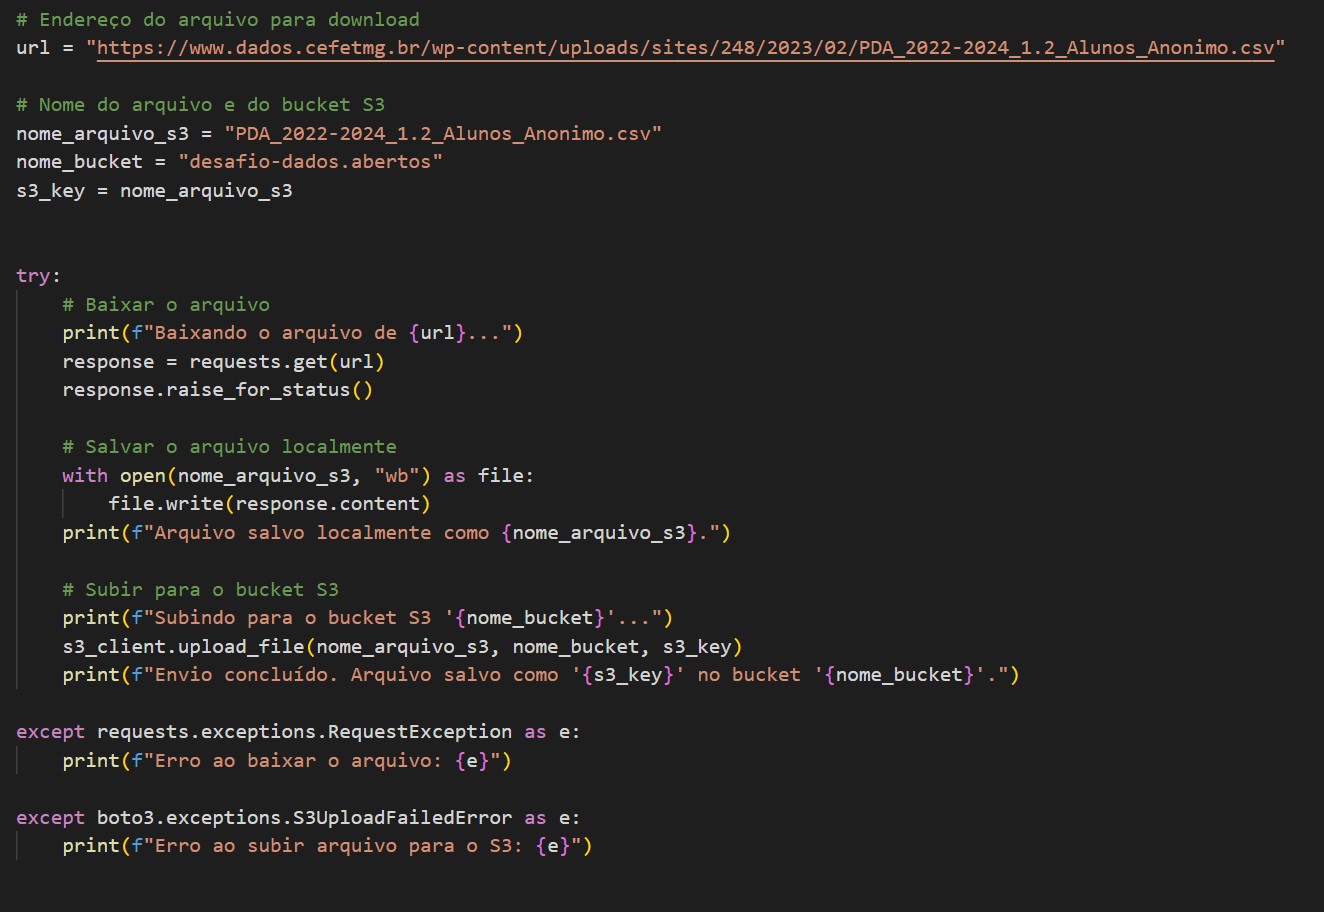 # Endereço do arquivo para download
url = "https://www.dados.cefetmg.br/wp-content/uploads/sites/248/2023/02/PDA_2022-2024_1.2_Alunos_Anonimo.csv"
# Nome do arquivo e do bucket S3
nome_arquivo_s3 = "PDA_2022-2024_1.2_Alunos_Anonimo.csv"
nome_bucket = "desafio-dados.abertos"
s3_key = nome_arquivo_s3
try:
    # Baixar o arquivo
    print(f"Baixando o arquivo de {url}...")
    response = requests.get(url)
    response.raise_for_status()
    # Salvar o arquivo localmente
    with open(nome_arquivo_s3, "wb") as file:
        file.write(response.content)
    print(f"Arquivo salvo localmente como {nome_arquivo_s3}.")
    # Subir para o bucket S3
    print(f"Subindo para o bucket S3 '{nome_bucket}'...")
    s3_client.upload_file(nome_arquivo_s3, nome_bucket, s3_key)
    print(f"Envio concluído. Arquivo salvo como '{s3_key}' no bucket '{nome_bucket}'.")
except requests.exceptions.RequestException as e:
    print(f"Erro ao baixar o arquivo: {e}")
except boto3.exceptions.S3UploadFailedError as e:
    print(f"Erro ao subir arquivo para o S3: {e}")